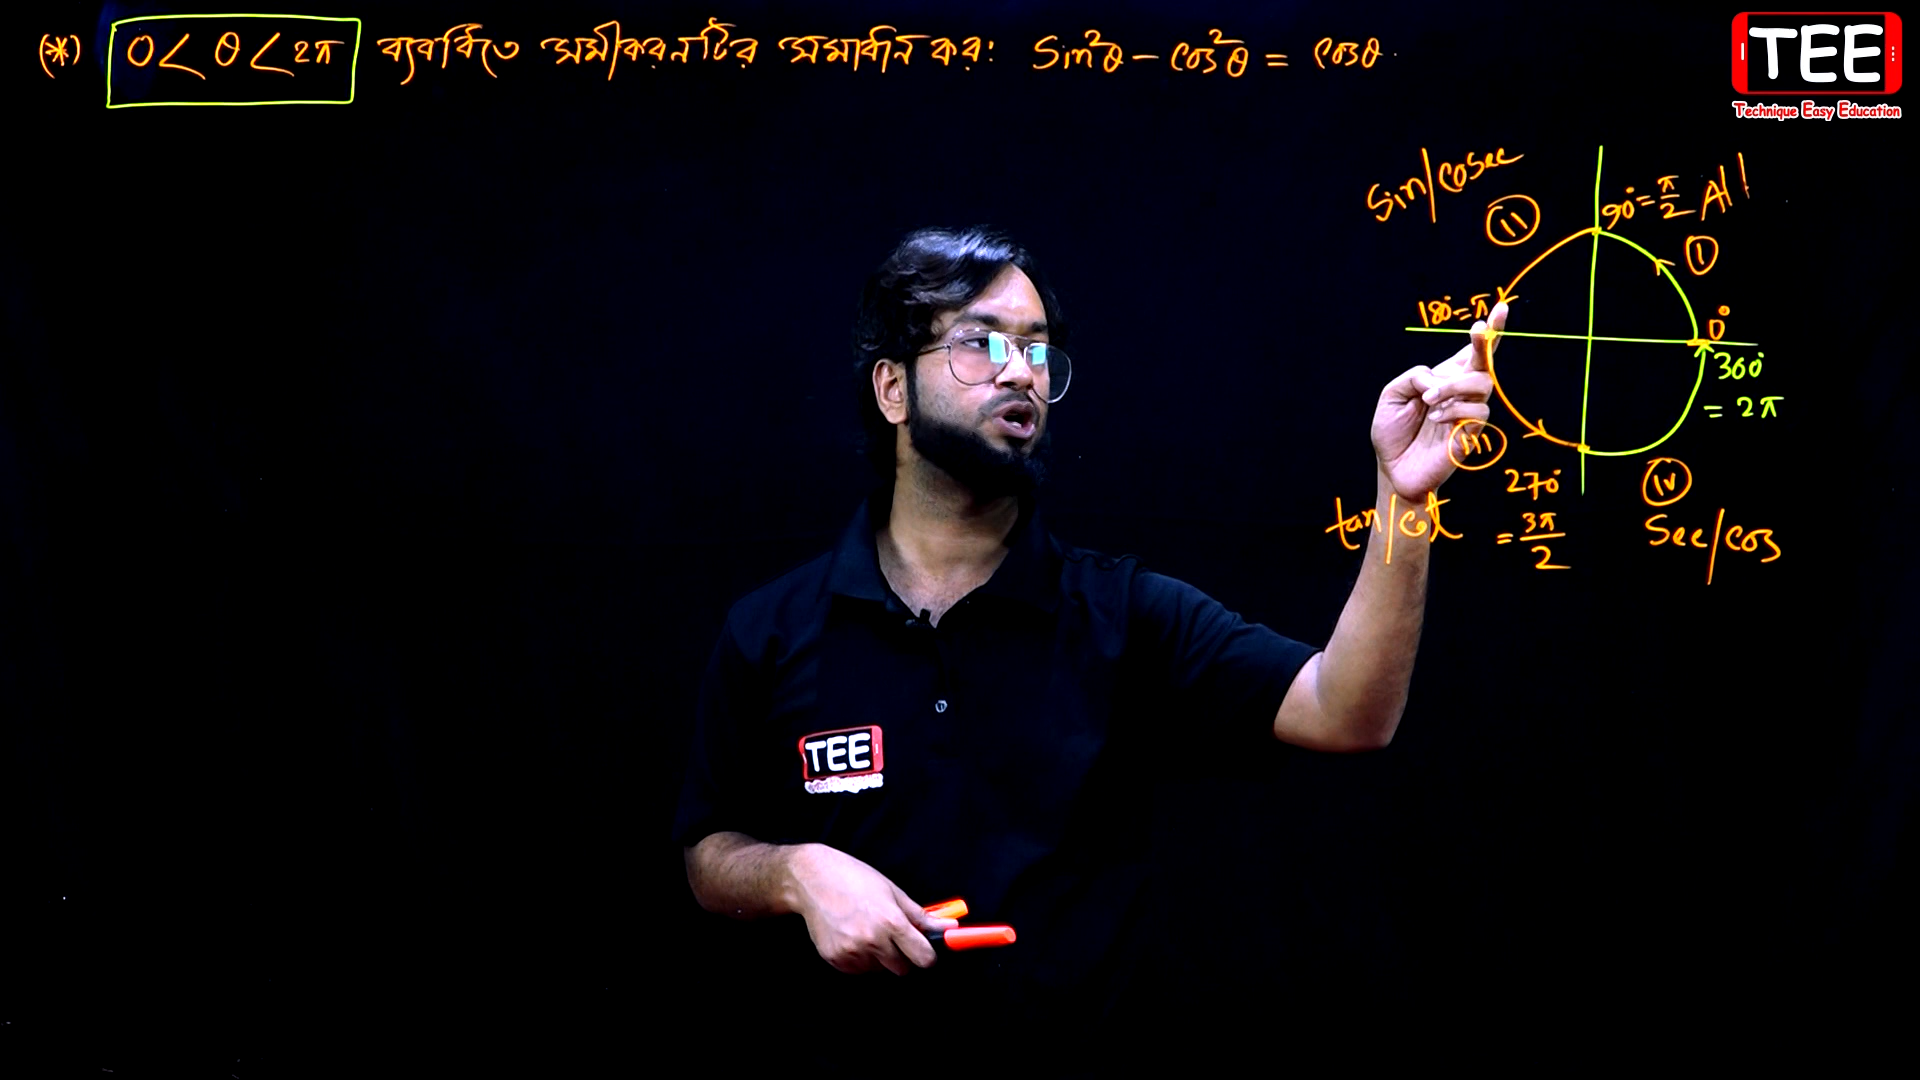 (*) 0 < θ < 2π ব্যবধিতে সমীকরনটির সমাধান কর: Sin²θ - cos²θ = cosθ.
TEE
Technique Easy Education
Sin/cosec
90° = π/2 All
II
I
180 = π
0°
360°
= 2π
III
270°
IV
tan/cot
= 3π/2
Sec/cos
TEE